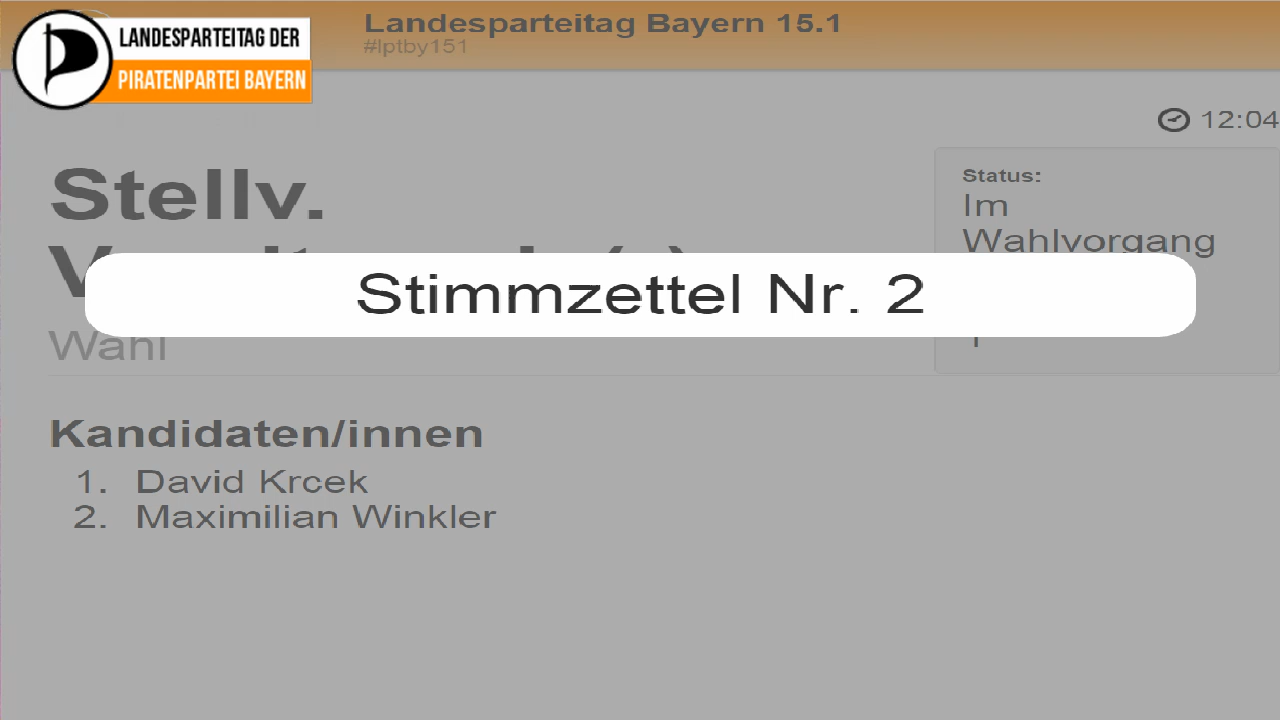 LANDESPARTEITAG DER
PIRATENPARTEI BAYERN
Landesparteitag Bayern 15.1
#lptby151
12:04
Stellv.
Status:
Im
Wahlvorgang
Stimmzettel Nr. 2
Wahl
Kandidaten/innen
1. David Krcek
2. Maximilian Winkler